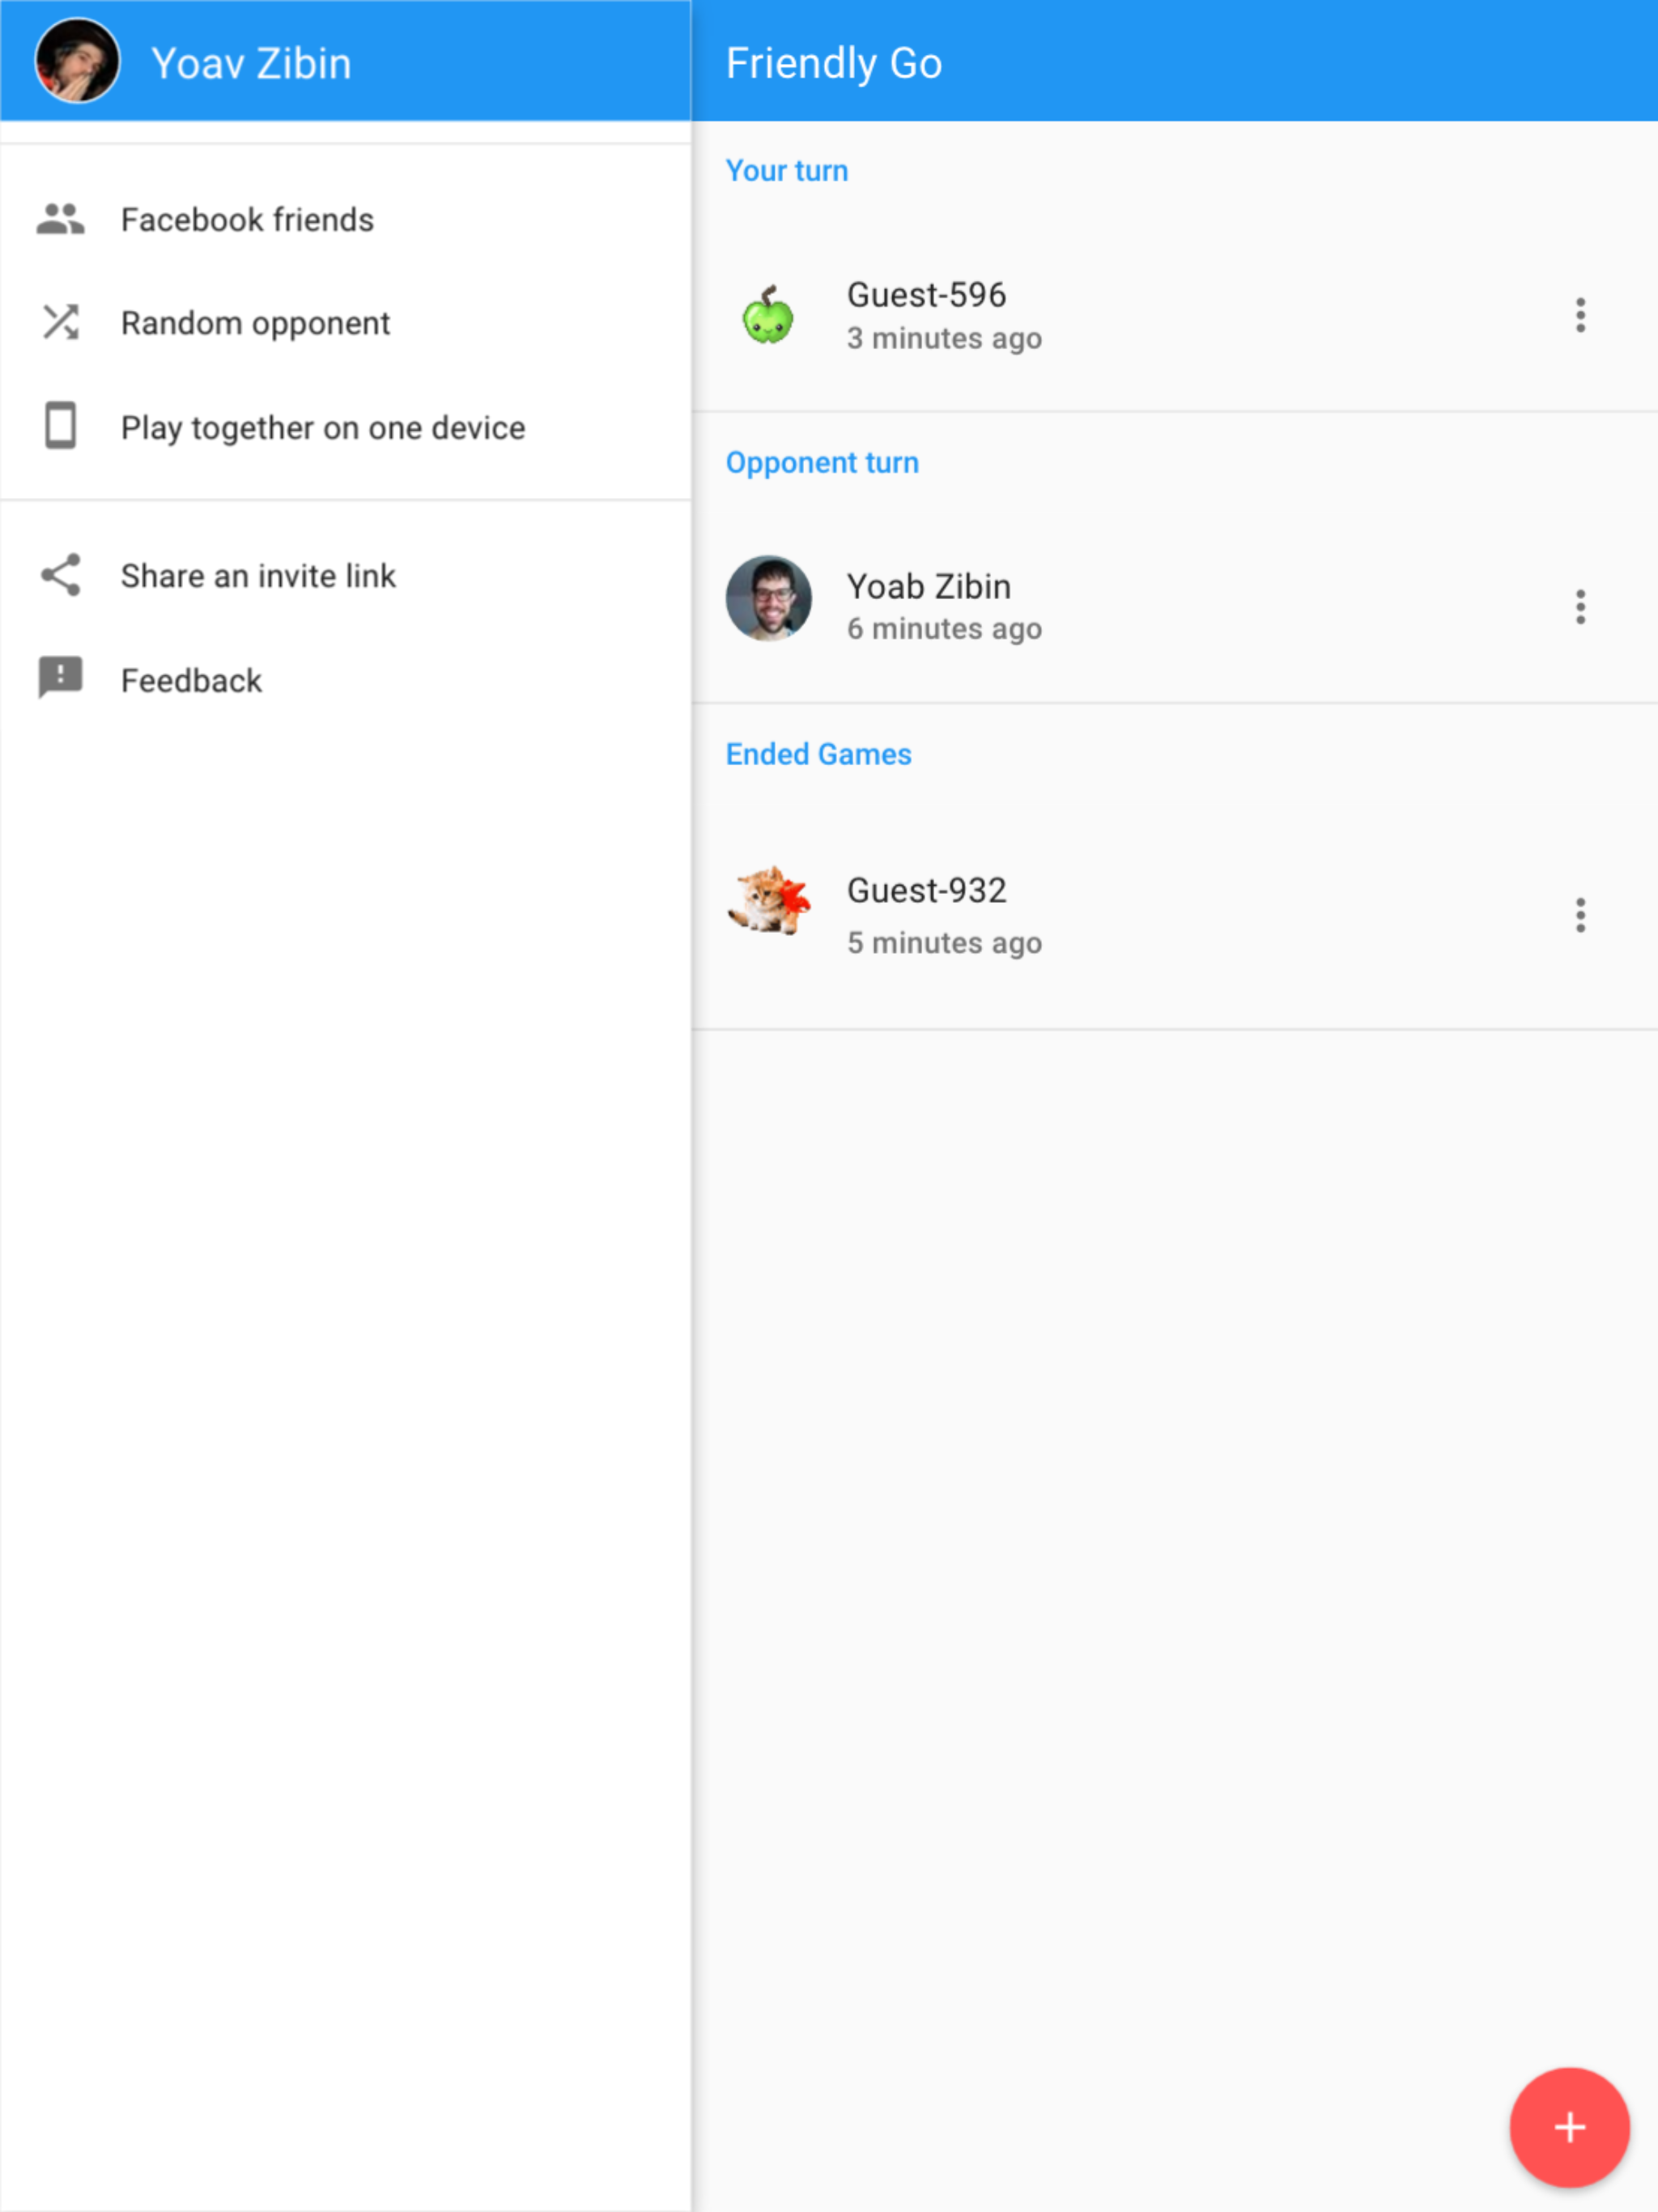 Yoav Zibin
Facebook friends
Random opponent
Play together on one device
Share an invite link
Feedback
Friendly Go
Your turn
Guest-596
3 minutes ago
Opponent turn
Yoab Zibin
6 minutes ago
Ended Games
Guest-932
5 minutes ago